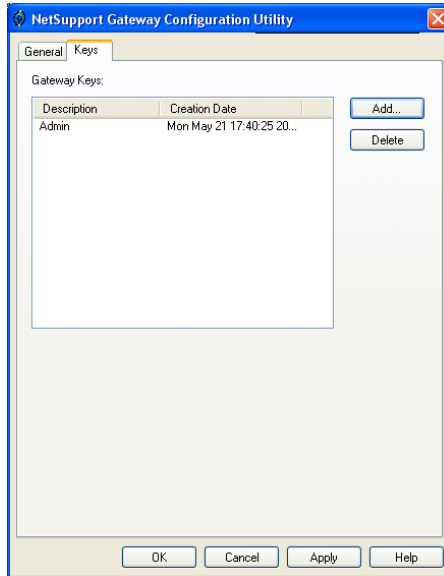 NetSupport Gateway Configuration Utility
General Keys
Gateway Keys:
Description Creation Date
Add...
Admin Mon May 21 17:40:25 20...
Delete
OK Cancel Apply Help